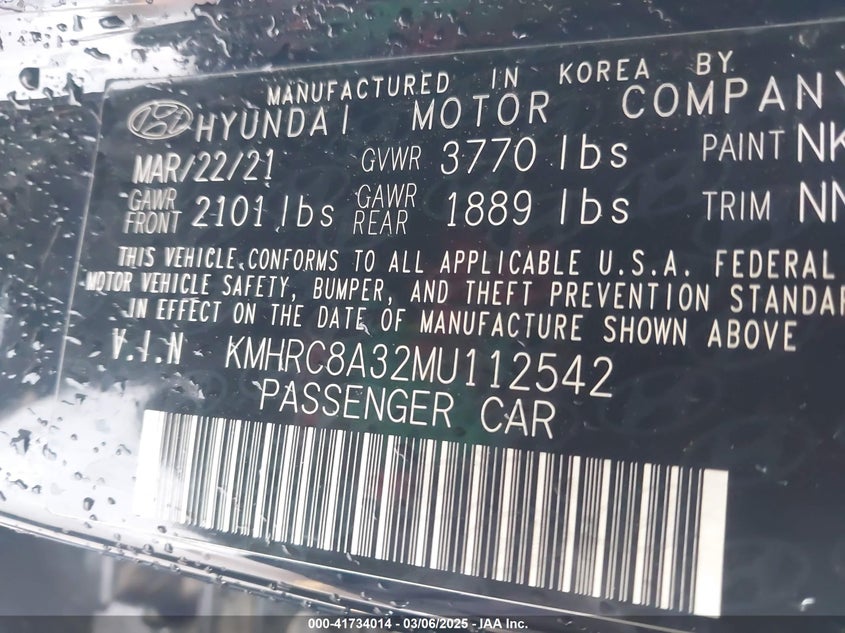 MANUFACTURED IN KOREA BY
HYUNDAI MOTOR COMPANY
MAR/22/21 GVWR 3770 lbs PAINT NK
GAWR FRONT 2101 lbs GAWR REAR 1889 lbs TRIM NN
THIS VEHICLE CONFORMS TO ALL APPLICABLE U.S.A. FEDERAL
MOTOR VEHICLE SAFETY, BUMPER, AND THEFT PREVENTION STANDAR
IN EFFECT ON THE DATE OF MANUFACTURE SHOWN ABOVE
V.I.N KMHRC8A32MU112542
PASSENGER CAR
000-41734014 - 03/06/2025 - IAA Inc.